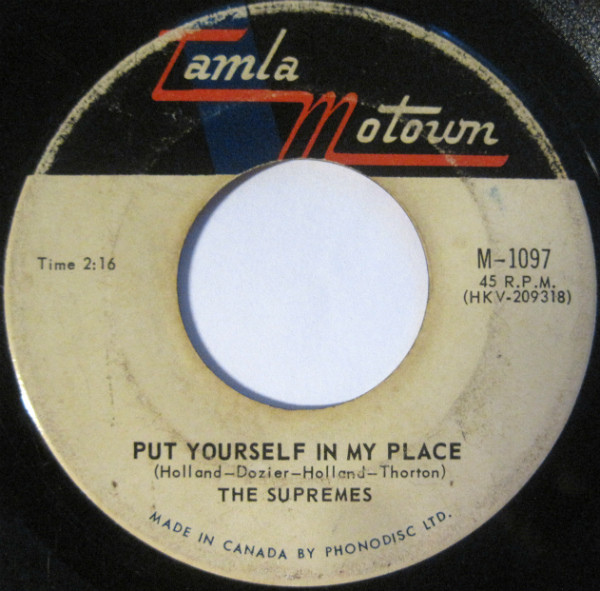 Tamla
Motown
Time 2:16
M-1097
45 R.P.M.
(HKV-209318)
PUT YOURSELF IN MY PLACE
(Holland-Dozier-Holland-Thorton)
THE SUPREMES
MADE IN CANADA BY PHONODISC LTD.